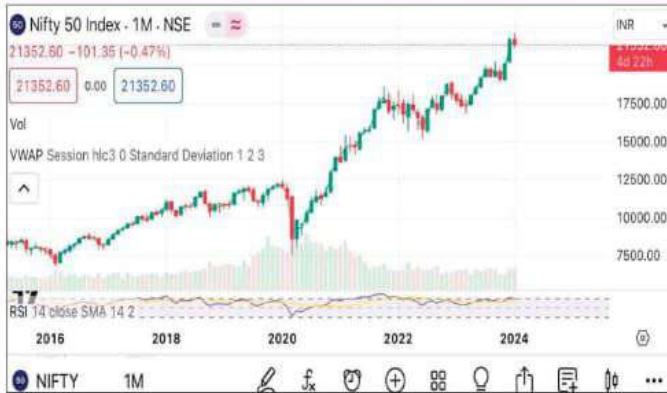 50 Nifty 50 Index · 1M · NSE
INR
21352.60 −101.35 (−0.47%)
4d 22h
21352.60 0.00 21352.60
17500.00
Vol
15000.00
VWAP Session hlc3 0 Standard Deviation 1 2 3
12500.00
10000.00
7500.00
RSI 14 close SMA 14 2
2016 2018 2020 2022 2024
50 NIFTY 1M